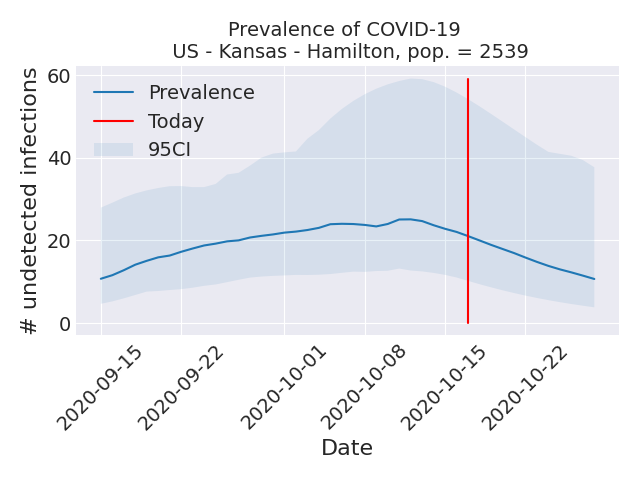 Prevalence of COVID-19
US - Kansas - Hamilton, pop. = 2539
# undetected infections
60
40
20
0
Prevalence
Today
95CI
2020-09-15
2020-09-22
2020-10-01
2020-10-08
2020-10-15
2020-10-22
Date